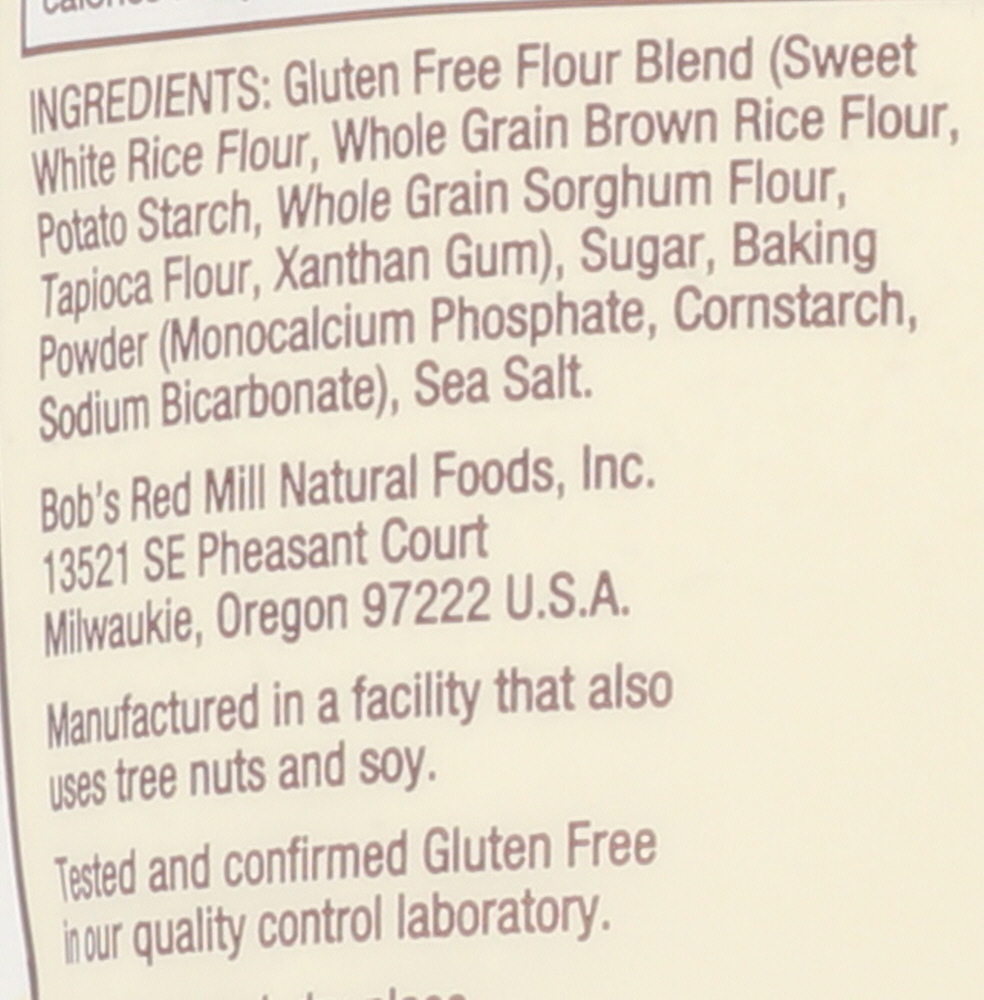 INGREDIENTS: Gluten Free Flour Blend (Sweet
White Rice Flour, Whole Grain Brown Rice Flour,
Potato Starch, Whole Grain Sorghum Flour,
Tapioca Flour, Xanthan Gum), Sugar, Baking
Powder (Monocalcium Phosphate, Cornstarch,
Sodium Bicarbonate), Sea Salt.
Bob's Red Mill Natural Foods, Inc.
13521 SE Pheasant Court
Milwaukie, Oregon 97222 U.S.A.
Manufactured in a facility that also
uses tree nuts and soy.
Tested and confirmed Gluten Free
in our quality control laboratory.